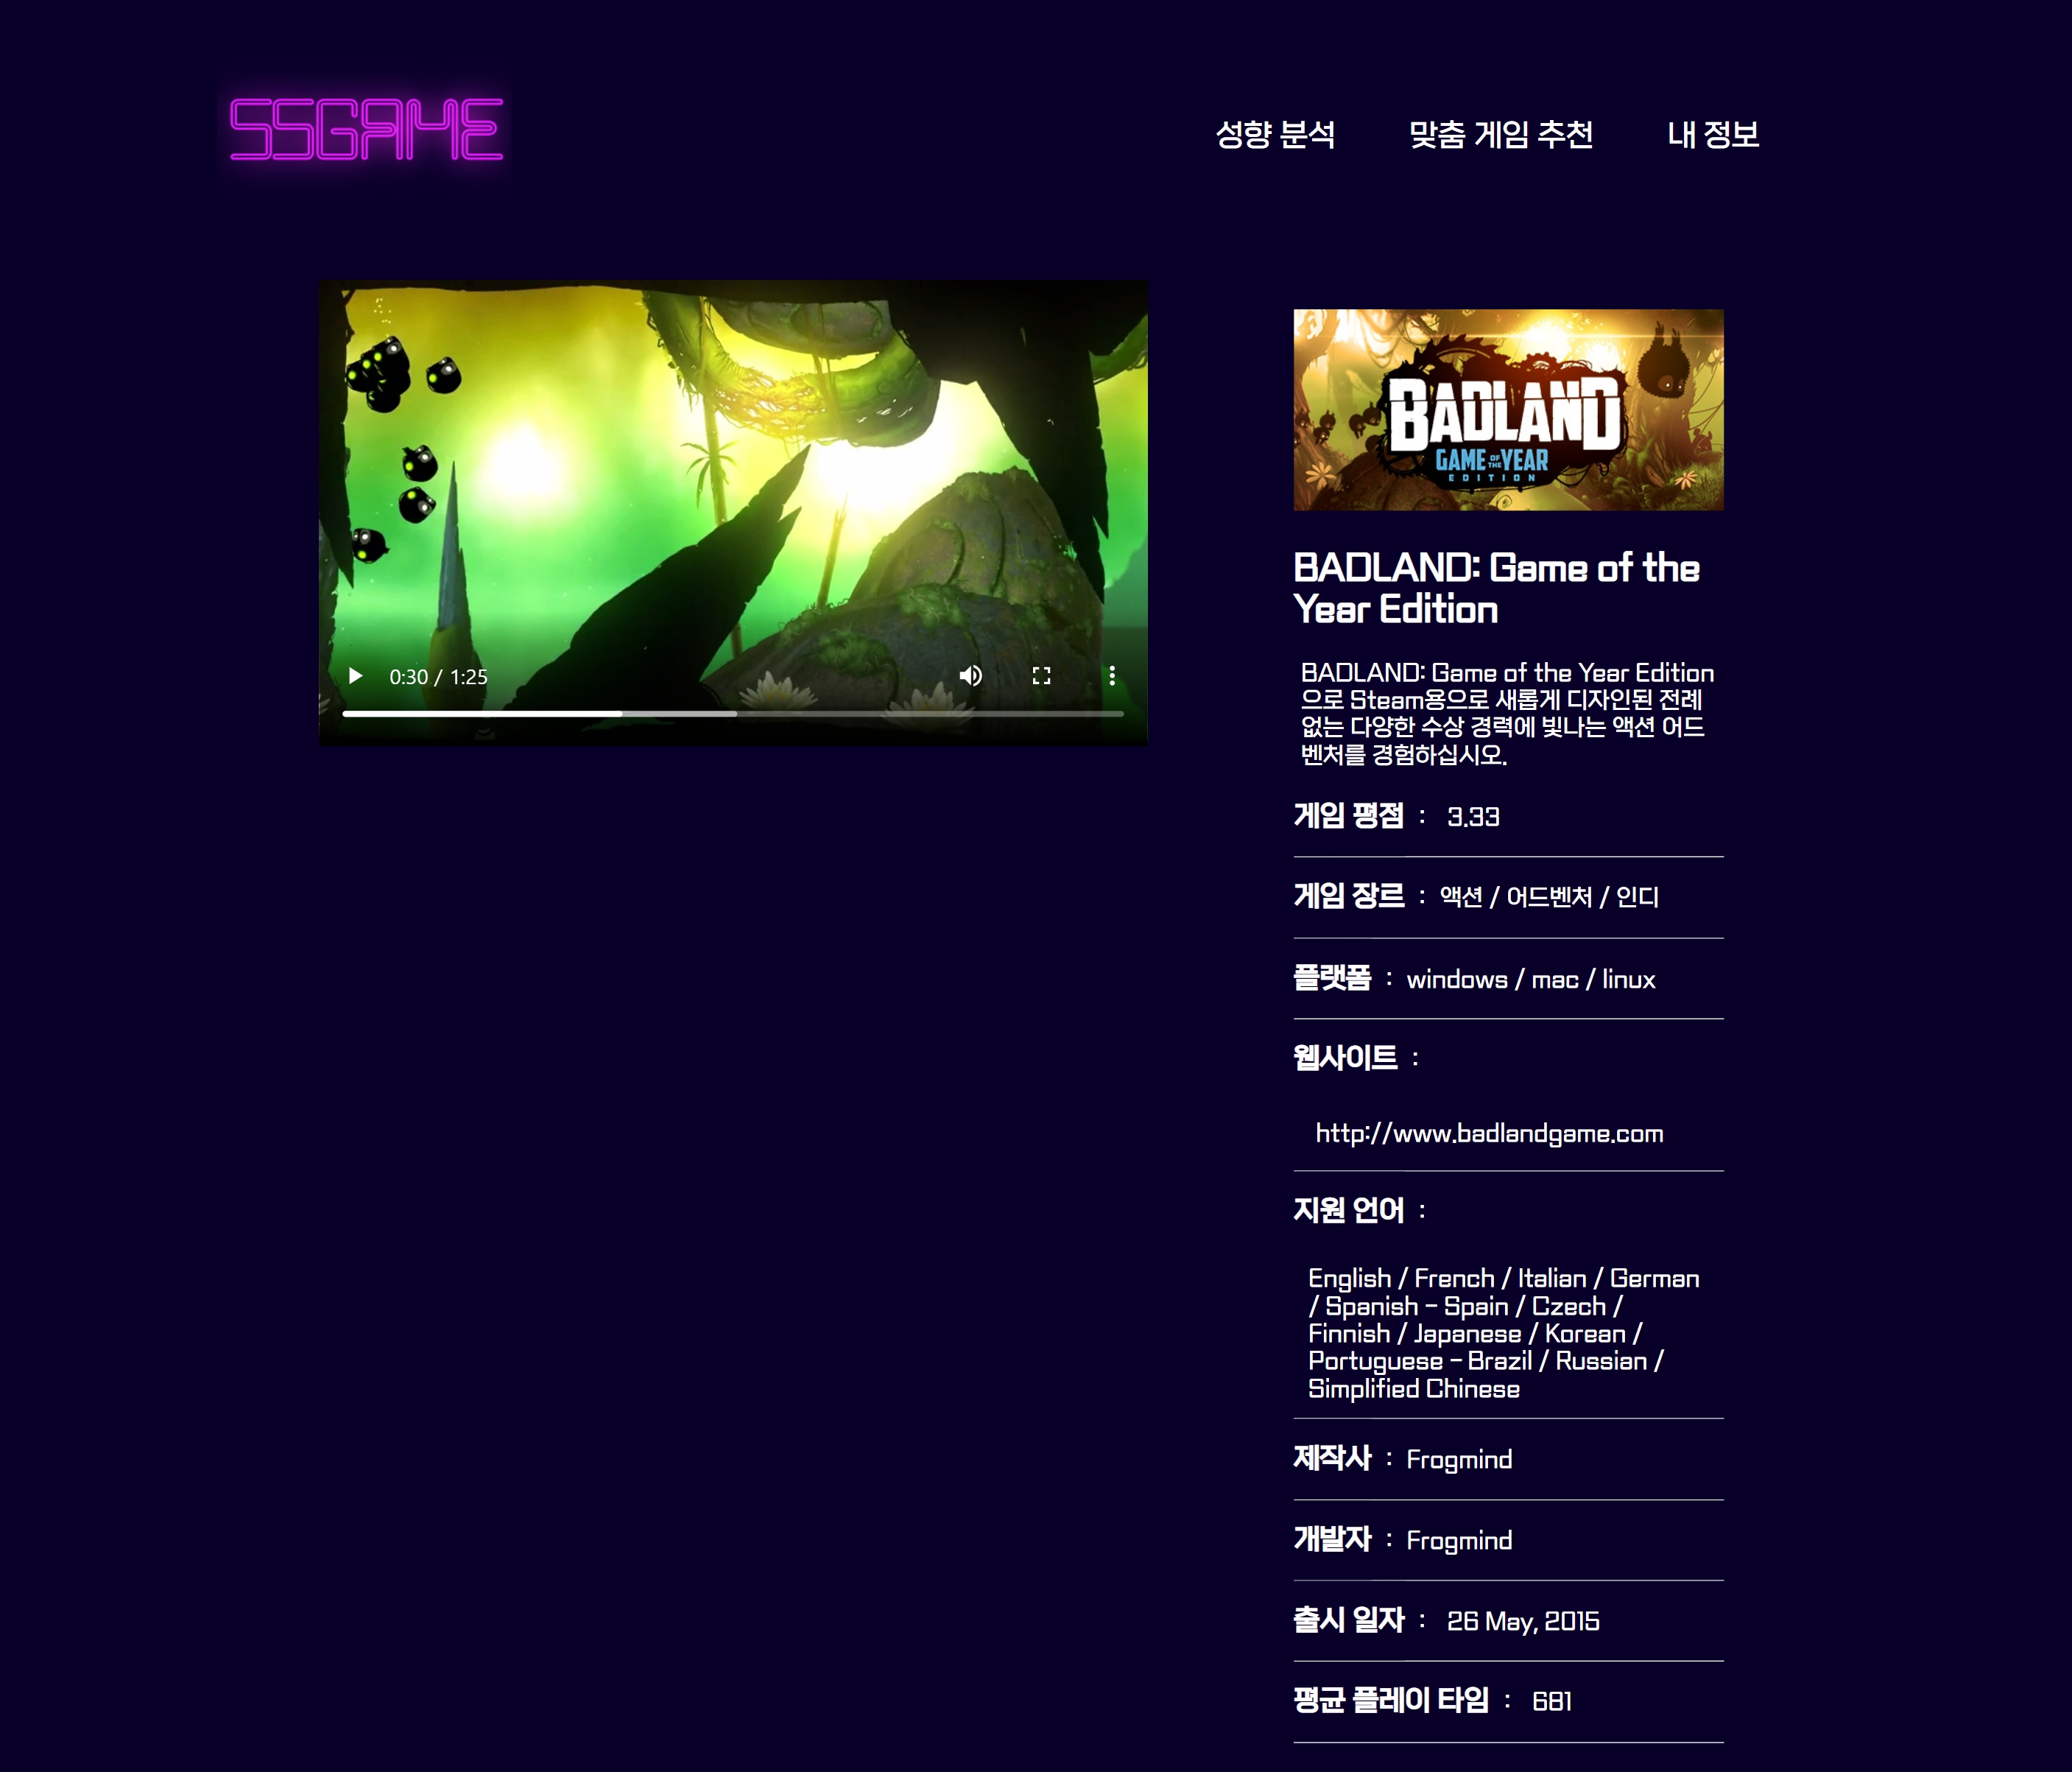 SSGAME
성향 분석 맞춤 게임 추천 내 정보
0:30 / 1:25
BADLAND
GAME OF THE YEAR
EDITION
BADLAND: Game of the
Year Edition
BADLAND: Game of the Year Edition
으로 Steam용으로 새롭게 디자인된 전례
없는 다양한 수상 경력에 빛나는 액션 어드
벤처를 경험하십시오.
게임 평점 : 3.33
게임 장르 : 액션 / 어드벤처 / 인디
플랫폼 : windows / mac / linux
웹사이트 :
http://www.badlandgame.com
지원 언어 :
English / French / Italian / German
/ Spanish - Spain / Czech /
Finnish / Japanese / Korean /
Portuguese - Brazil / Russian /
Simplified Chinese
제작사 : Frogmind
개발자 : Frogmind
출시 일자 : 26 May, 2015
평균 플레이 타임 : 681